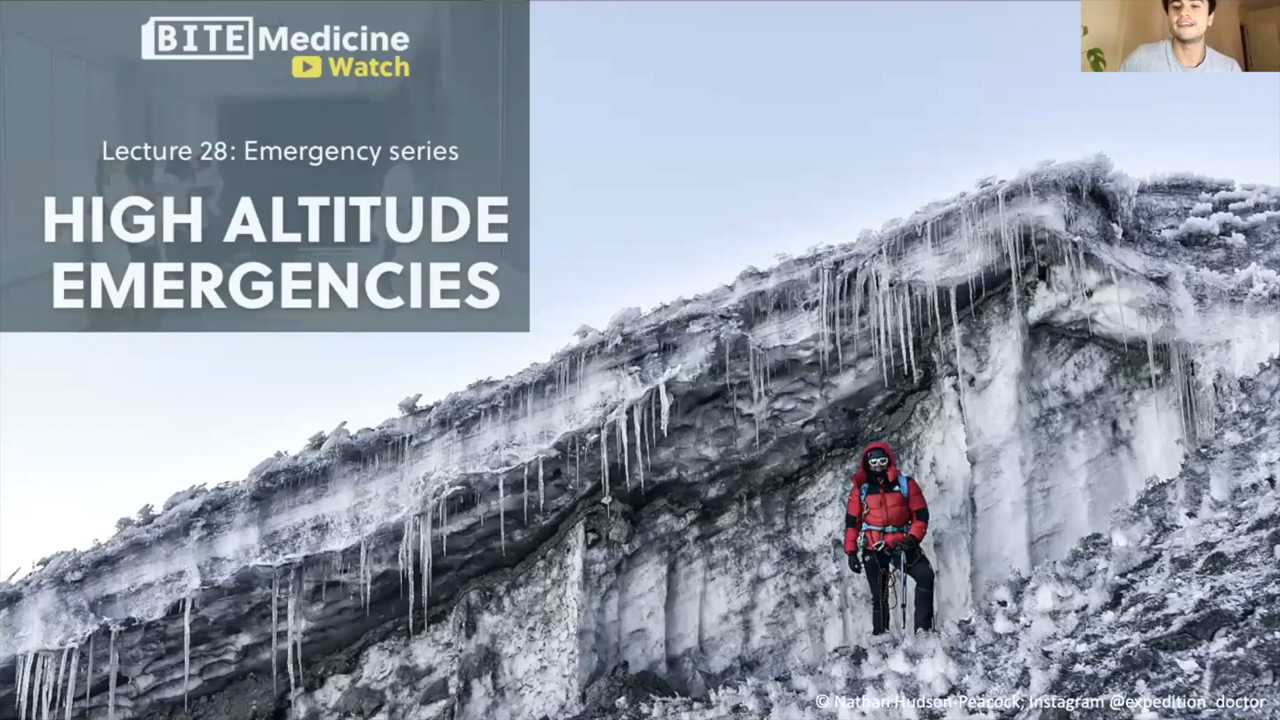 BITE Medicine
Watch
Lecture 28: Emergency series
HIGH ALTITUDE
EMERGENCIES
© Nathan Hudson-Peacock; Instagram @expedition_doctor